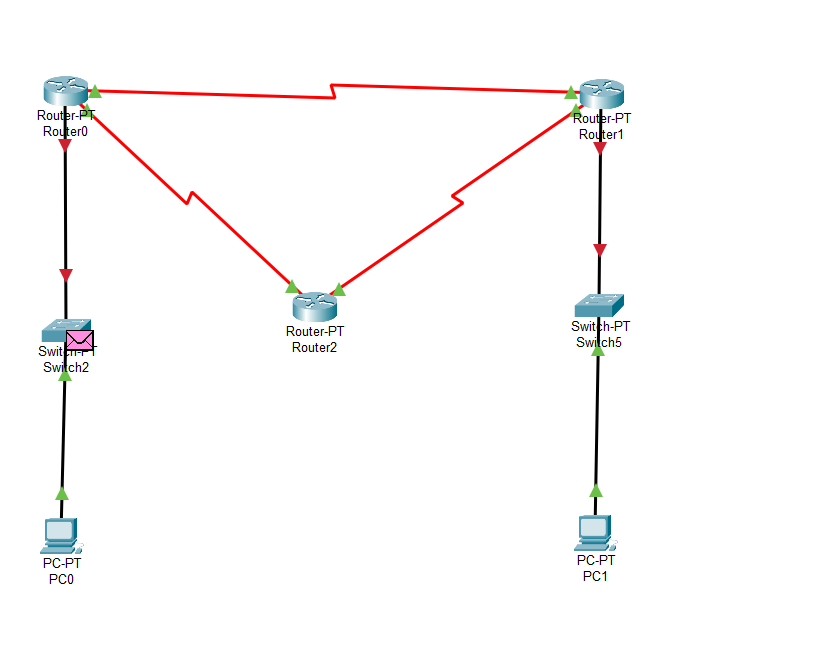 Router-PT
Router0
Router-PT
Router1
Router-PT
Router2
Switch-PT
Switch2
Switch-PT
Switch5
PC-PT
PC0
PC-PT
PC1